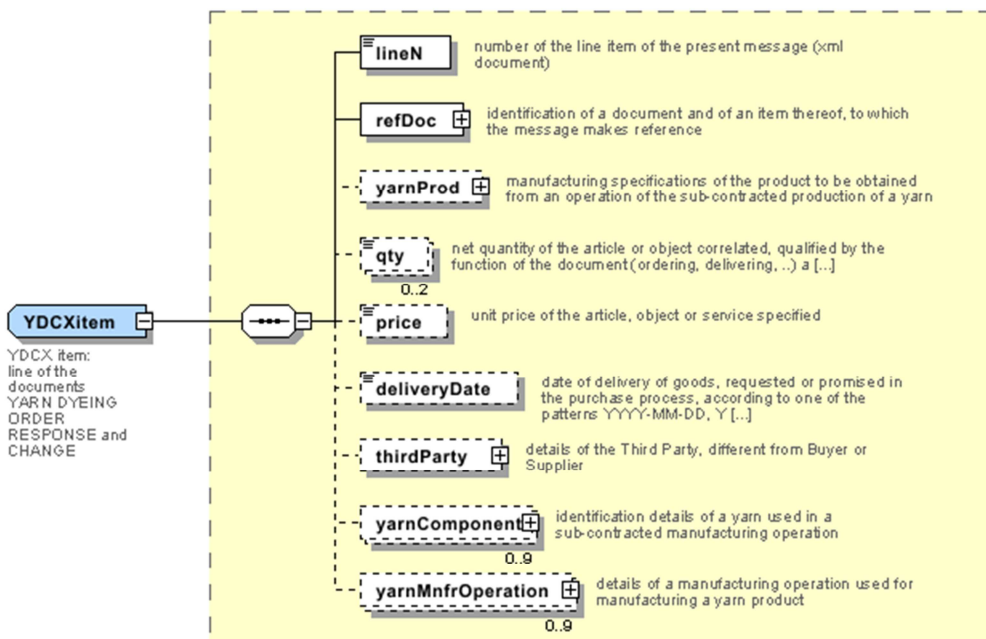 lineN
number of the line item of the present message (xml
document)
refDoc
identification of a document and of an item thereof, to which
the message makes reference
yarnProd
manufacturing specifications of the product to be obtained
from an operation of the sub-contracted production of a yarn
qty
net quantity of the article or object correlated, qualified by the
function of the document (ordering, delivering, ..) a [...]
0..2
YDCXitem
YDCX item:
line of the
documents
YARN DYEING
ORDER
RESPONSE and
CHANGE
price
unit price of the article, object or service specified
deliveryDate
date of delivery of goods, requested or promised in
the purchase process, according to one of the
patterns YYYY-MM-DD, Y [...]
thirdParty
details of the Third Party, different from Buyer or
Supplier
yarnComponent
identification details of a yarn used in a
sub-contracted manufacturing operation
0..9
yarnMnfrOperation
details of a manufacturing operation used for
manufacturing a yarn product
0..9